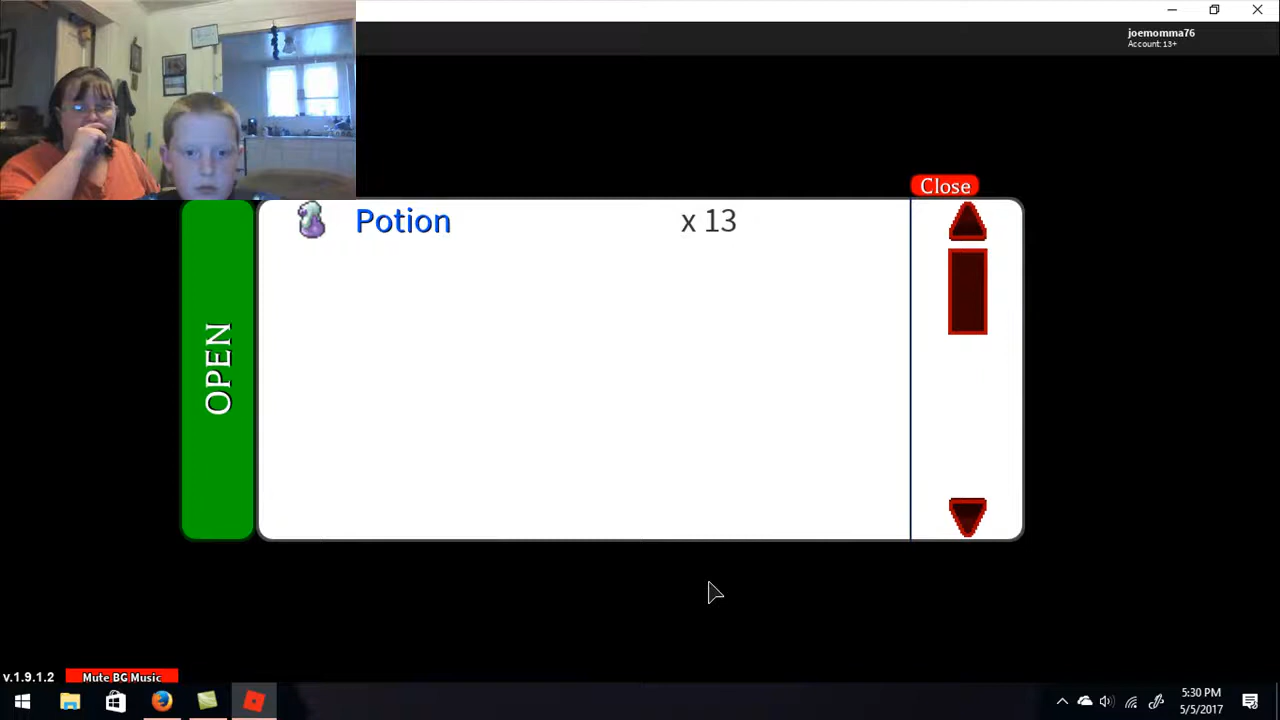 joemomma76
Account: 13+
Close
Potion x 13
OPEN
v.1.9.1.2 Mute BG Music
5:30 PM
5/5/2017